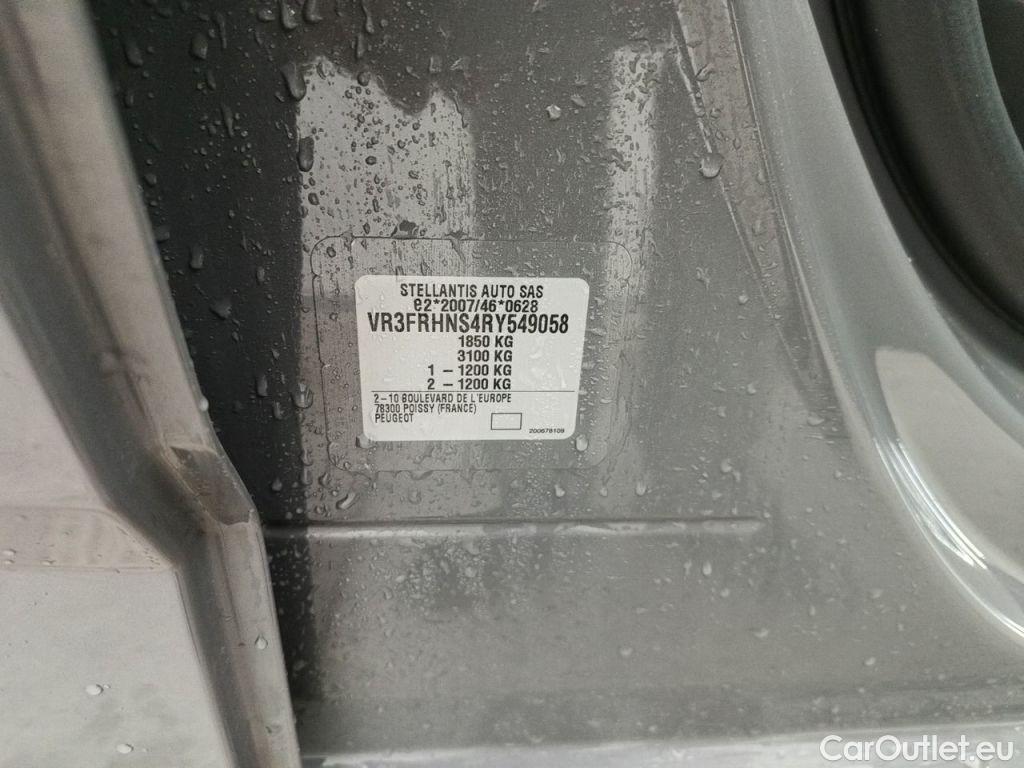 STELLANTIS AUTO SAS
e2*2007/46*0628
VR3FRHNS4RY549058
1850 KG
3100 KG
1 – 1200 KG
2 – 1200 KG
2–10 BOULEVARD DE L'EUROPE
78300 POISSY (FRANCE)
PEUGEOT
200678109
CarOutlet.eu